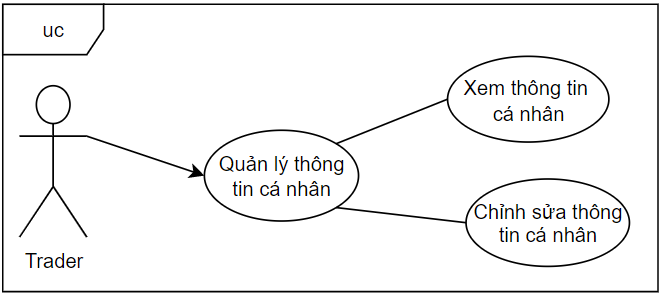 uc
Xem thông tin
cá nhân
Quản lý thông
tin cá nhân
Chỉnh sửa thông
tin cá nhân
Trader